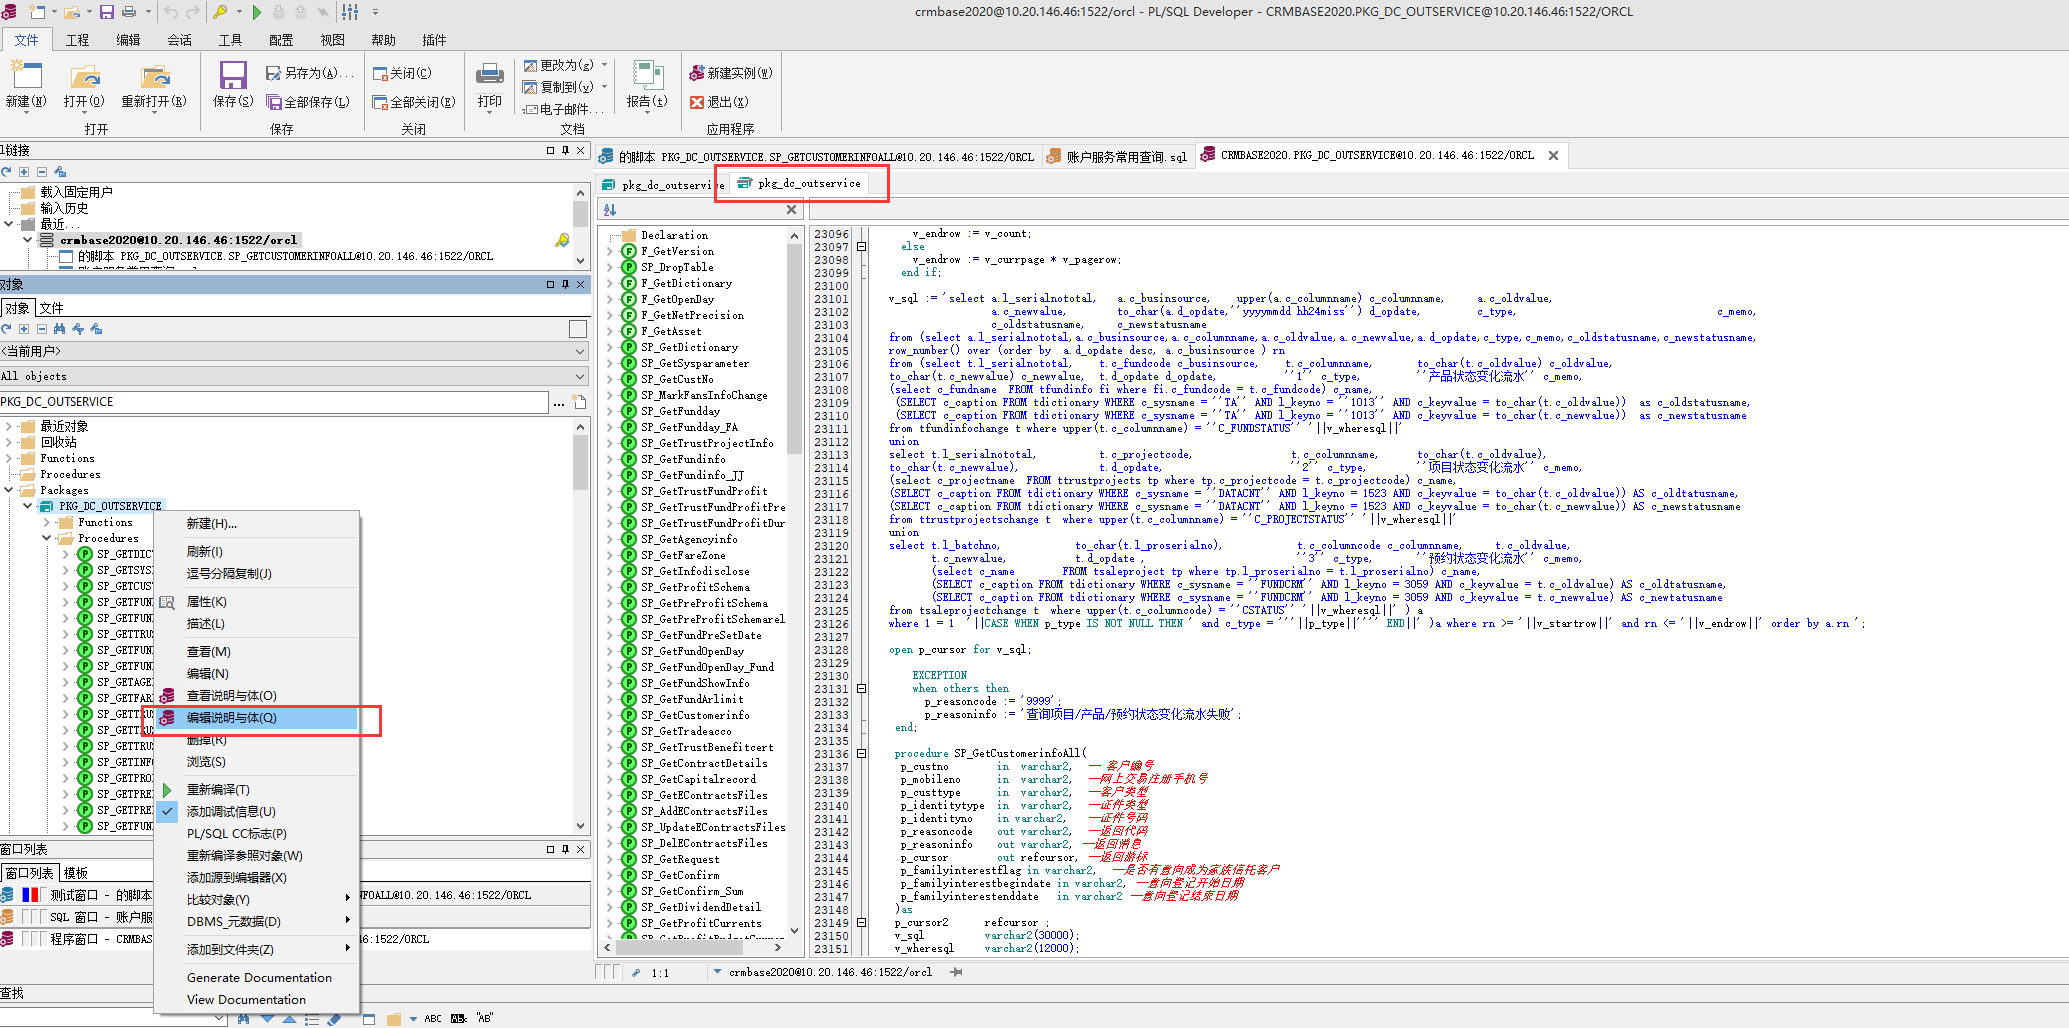 crmbase2020@10.20.146.46:1522/orcl - PL/SQL Developer - CRMBASE2020.PKG_DC_OUTSERVICE@10.20.146.46:1522/ORCL
文件 工程 编辑 会话 工具 配置 视图 帮助 插件
新建(N) 打开(O) 重新打开(R)
打开
保存(S) 另存为(A)... 全部保存(L)
保存
关闭(C) 全部关闭(E)
关闭
打印 更改为(g) 复制到(y) 电子邮件... 报告(t)
文档
新建实例(W) 退出(X)
应用程序
链接
载入固定用户
输入历史
最近...
crmbase2020@10.20.146.46:1522/orcl
的脚本 PKG_DC_OUTSERVICE.SP_GETCUSTOMERINFOALL@10.20.146.46:1522/ORCL
对象
对象 文件
<当前用户>
All objects
PKG_DC_OUTSERVICE
最近对象
回收站
Functions
Procedures
Packages
PKG_DC_OUTSERVICE
Functions
Procedures
SP_GETDIC
SP_GETSYS
SP_GETCUS
SP_GETFUN
SP_GETFUN
SP_GETTRU
SP_GETFUN
SP_GETFUN
SP_GETAGE
SP_GETFAR
SP_GETTRU
SP_GETTRU
SP_GETTRU
SP_GETINF
SP_GETPRO
SP_GETPRE
SP_GETPRE
SP_GETFUN
新建(H)...
刷新(I)
逗号分隔复制(J)
属性(K)
描述(L)
查看(M)
编辑(N)
查看说明与体(O)
编辑说明与体(Q)
删掉(R)
浏览(S)
重新编译(T)
添加调试信息(U)
PL/SQL CC标志(P)
重新编译参照对象(W)
添加源到编辑器(X)
比较对象(Y)
DBMS_元数据(D)
添加到文件夹(Z)
Generate Documentation
View Documentation
窗口列表
窗口列表 模板
测试窗口 - 的脚本 NFOALL@10.20.146.46:1522/ORCL
SQL 窗口 - 账户服
程序窗口 - CRMBAS 46:1522/ORCL
查找
ABC "AB"
的脚本 PKG_DC_OUTSERVICE.SP_GETCUSTOMERINFOALL@10.20.146.46:1522/ORCL 账户服务常用查询.sql CRMBASE2020.PKG_DC_OUTSERVICE@10.20.146.46:1522/ORCL
pkg_dc_outservice pkg_dc_outservice
Declaration
F_GetVersion
SP_DropTable
F_GetDictionary
F_GetOpenDay
F_GetNetPrecision
F_GetAsset
SP_GetDictionary
SP_GetSysparameter
SP_GetCustNo
SP_MarkFansInfoChange
SP_GetFundday
SP_GetFundday_FA
SP_GetTrustProjectInfo
SP_GetFundinfo
SP_GetFundinfo_JJ
SP_GetTrustFundProfit
SP_GetTrustFundProfitPre
SP_GetTrustFundProfitDur
SP_GetAgencyinfo
SP_GetFareZone
SP_GetInfodisclose
SP_GetProfitSchema
SP_GetPreProfitSchema
SP_GetPreProfitSchemarel
SP_GetFundPreSetDate
SP_GetFundOpenDay
SP_GetFundOpenDay_Fund
SP_GetFundShowInfo
SP_GetFundArlimit
SP_GetCustomerinfo
SP_GetTradeacco
SP_GetTrustBenefitcert
SP_GetContractDetails
SP_GetCapitalrecord
SP_GetEContractsFiles
SP_AddEContractsFiles
SP_UpdateEContractsFiles
SP_DelEContractsFiles
SP_GetRequest
SP_GetConfirm
SP_GetConfirm_Sum
SP_GetDividendDetail
SP_GetProfitCurrents
23096 v_endrow := v_count;
23097 else
23098 v_endrow := v_currpage * v_pagerow;
23099 end if;
23100
23101 v_sql := 'select a.l_serialnototal, a.c_businsource, upper(a.c_columnname) c_columnname, a.c_oldvalue,
23102 a.c_newvalue, to_char(a.d_opdate,''yyyymmdd hh24miss'') d_opdate, c_type, c_memo,
23103 c_oldstatusname, c_newstatusname
23104 from (select a.l_serialnototal,a.c_businsource,a.c_columnname,a.c_oldvalue,a.c_newvalue,a.d_opdate,c_type,c_memo,c_oldstatusname,c_newstatusname,
23105 row_number() over (order by a.d_opdate desc, a.c_businsource ) rn
23106 from (select t.l_serialnototal, t.c_fundcode c_businsource, t.c_columnname, to_char(t.c_oldvalue) c_oldvalue,
23107 to_char(t.c_newvalue) c_newvalue, t.d_opdate d_opdate, ''1'' c_type, ''产品状态变化流水'' c_memo,
23108 (select c_fundname FROM tfundinfo fi where fi.c_fundcode = t.c_fundcode) c_name,
23109 (SELECT c_caption FROM tdictionary WHERE c_sysname = ''TA'' AND l_keyno = ''1013'' AND c_keyvalue = to_char(t.c_oldvalue)) as c_oldstatusname,
23110 (SELECT c_caption FROM tdictionary WHERE c_sysname = ''TA'' AND l_keyno = ''1013'' AND c_keyvalue = to_char(t.c_newvalue)) as c_newstatusname
23111 from tfundinfochange t where upper(t.c_columnname) = ''C_FUNDSTATUS'' '||v_wheresql||'
23112 union
23113 select t.l_serialnototal, t.c_projectcode, t.c_columnname, to_char(t.c_oldvalue),
23114 to_char(t.c_newvalue), t.d_opdate, ''2'' c_type, ''项目状态变化流水'' c_memo,
23115 (select c_projectname FROM ttrustprojects tp where tp.c_projectcode = t.c_projectcode) c_name,
23116 (SELECT c_caption FROM tdictionary WHERE c_sysname = ''DATACNT'' AND l_keyno = 1523 AND c_keyvalue = to_char(t.c_oldvalue)) AS c_oldtatusname,
23117 (SELECT c_caption FROM tdictionary WHERE c_sysname = ''DATACNT'' AND l_keyno = 1523 AND c_keyvalue = to_char(t.c_newvalue)) AS c_newstatusname
23118 from ttrustprojectschange t where upper(t.c_columnname) = ''C_PROJECTSTATUS'' '||v_wheresql||'
23119 union
23120 select t.l_batchno, to_char(t.l_proserialno), t.c_columncode c_columnname, t.c_oldvalue,
23121 t.c_newvalue, t.d_opdate , ''3'' c_type, ''预约状态变化流水'' c_memo,
23122 (select c_name FROM tsaleproject tp where tp.l_proserialno = t.l_proserialno) c_name,
23123 (SELECT c_caption FROM tdictionary WHERE c_sysname = ''FUNDCRM'' AND l_keyno = 3059 AND c_keyvalue = t.c_oldvalue) AS c_oldtatusname,
23124 (SELECT c_caption FROM tdictionary WHERE c_sysname = ''FUNDCRM'' AND l_keyno = 3059 AND c_keyvalue = t.c_newvalue) AS c_newtatusname
23125 from tsaleprojectchange t where upper(t.c_columncode) = ''CSTATUS'' '||v_wheresql||' ) a
23126 where 1 = 1 '||CASE WHEN p_type IS NOT NULL THEN ' and c_type = '''||p_type||'''' END||' )a where rn >= '||v_startrow||' and rn <= '||v_endrow||' order by a.rn ';
23127
23128 open p_cursor for v_sql;
23129
23130 EXCEPTION
23131 when others then
23132 p_reasoncode := '9999';
23133 p_reasoninfo := '查询项目/产品/预约状态变化流水失败';
23134 end;
23135
23136 procedure SP_GetCustomerinfoAll(
23137 p_custno in varchar2, -- 客户编号
23138 p_mobileno in varchar2, --网上交易注册手机号
23139 p_custtype in varchar2, --客户类型
23140 p_identitytype in varchar2, --证件类型
23141 p_identityno in varchar2, --证件号码
23142 p_reasoncode out varchar2, --返回代码
23143 p_reasoninfo out varchar2, --返回消息
23144 p_cursor out refcursor, --返回游标
23145 p_familyinterestflag in varchar2, --是否有意向成为家族信托客户
23146 p_familyinterestbegindate in varchar2, --意向登记开始日期
23147 p_familyinterestenddate in varchar2 --意向登记结束日期
23148 )as
23149 p_cursor2 refcursor ;
23150 v_sql varchar2(30000);
23151 v_wheresql varchar2(12000);
1:1 crmbase2020@10.20.146.46:1522/orcl